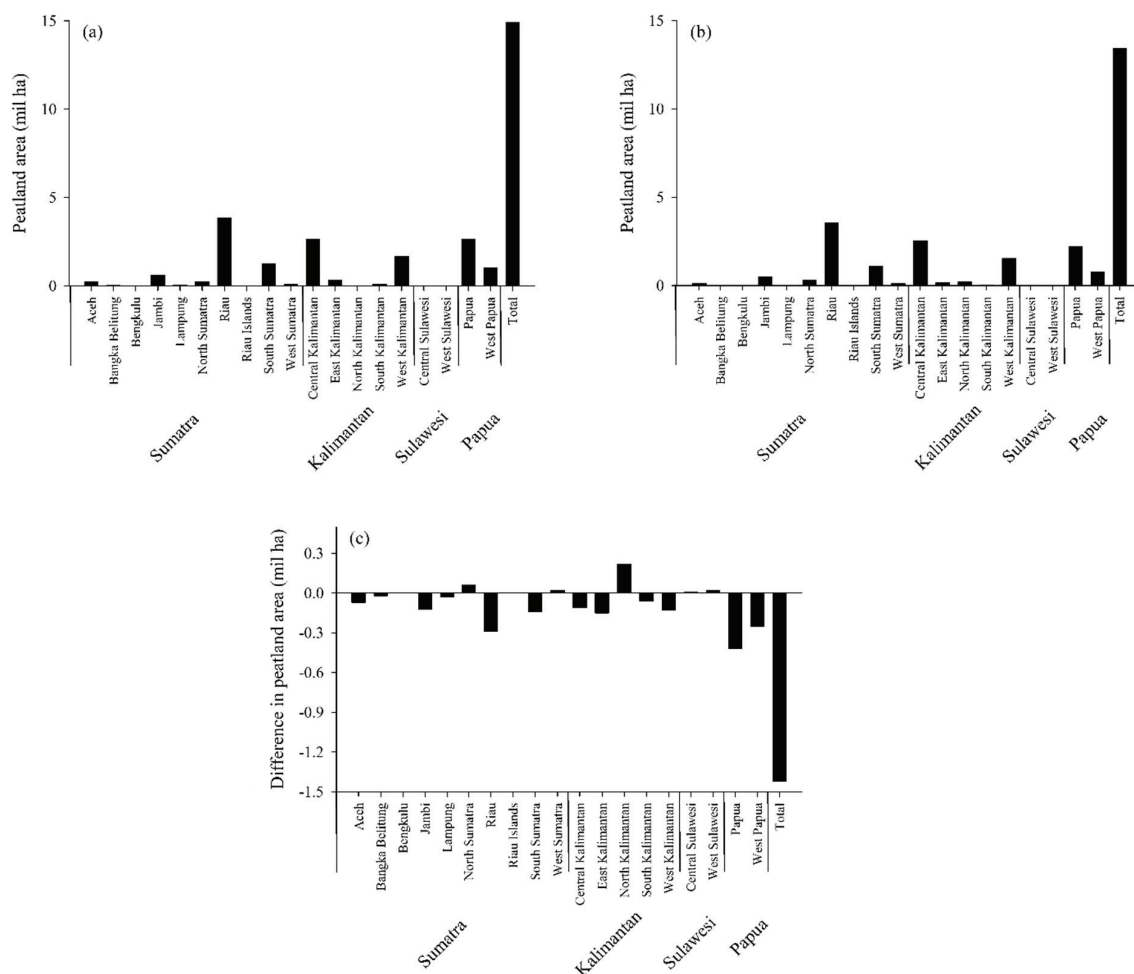 (a)
Peatland area (mil ha)
15
10
5
0
Aceh
Bangka Belitung
Bengkulu
Jambi
Lampung
North Sumatra
Riau
Riau Islands
South Sumatra
West Sumatra
Central Kalimantan
East Kalimantan
North Kalimantan
South Kalimantan
West Kalimantan
Central Sulawesi
West Sulawesi
Papua
West Papua
Total
Sumatra
Kalimantan
Sulawesi
Papua
(b)
Peatland area (mil ha)
15
10
5
0
Aceh
Bangka Belitung
Bengkulu
Jambi
Lampung
North Sumatra
Riau
Riau Islands
South Sumatra
West Sumatra
Central Kalimantan
East Kalimanan
North Kalimanan
South Kalimanan
West Kalimanan
Central Sulawesi
West Sulawesi
Papua
West Papua
Total
Sumatra
Kalimantan
Sulawesi
Papua
(c)
Difference in peatland area (mil ha)
0.3
0.0
-0.3
-0.6
-0.9
-1.2
-1.5
Aceh
Bangka Belitung
Bengkulu
Jambi
Lampung
North Sumatra
Riau
Riau Islands
South Sumatra
West Sumatra
Central Kalimantan
East Kalimantan
North Kalimantan
South Kalimantan
West Kalimantan
Central Sulawesi
West Sulawesi
Papua
West Papua
Total
Sumatra
Kalimantan
Sulawesi
Papua